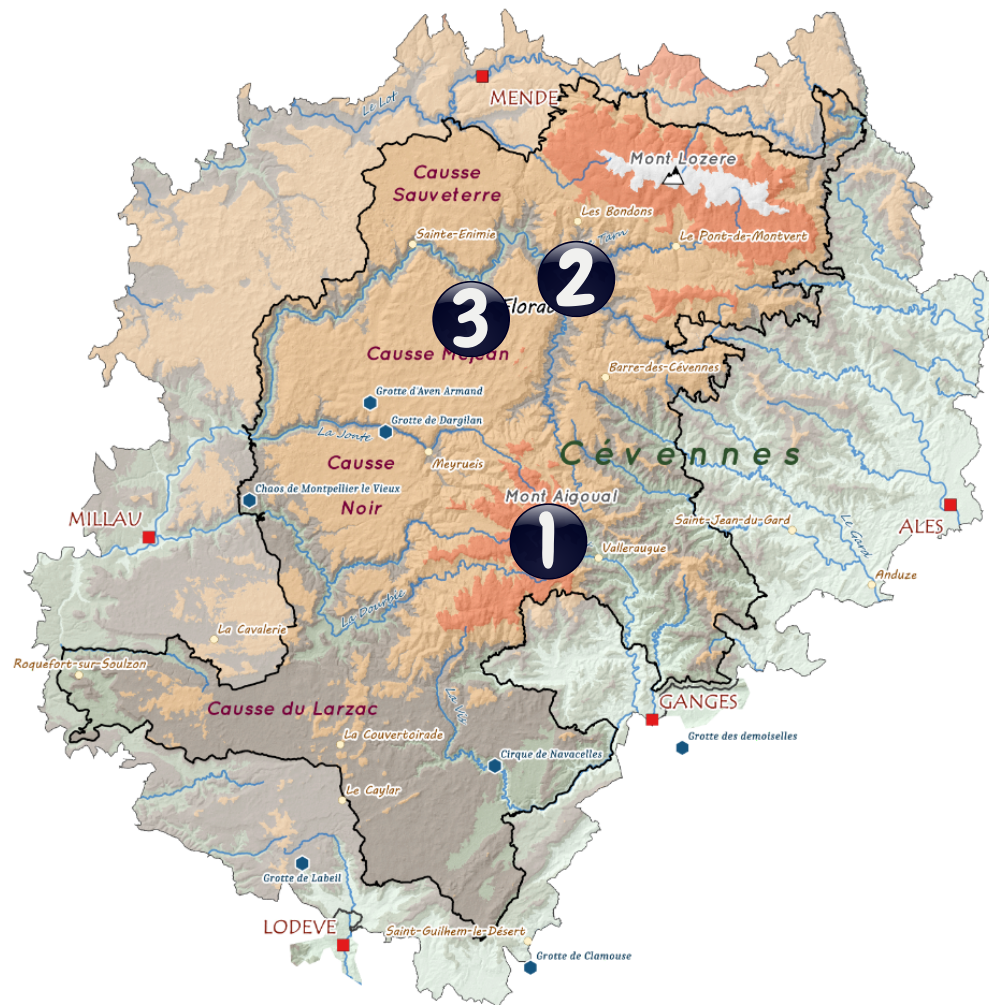 Le Lot
MENDE
Mont Lozere
Causse
Sauveterre
Les Bondons
Sainte-Enimie
Tarn
Le Pont-de-Montvert
2
3
Florac
Causse Méjean
Barre-des-Cévennes
Grotte d'Aven Armand
Grotte de Dargilan
La Jonte
Cévennes
Meyrueis
Causse
Noir
Chaos de Montpellier le Vieux
Mont Aigoual
MILLAU
Saint-Jean-du-Gard
ALES
Le Gard
1
Valleraugue
Anduze
La Dourbie
La Cavalerie
Roquefort-sur-Soulzon
Causse du Larzac
La Vis
GANGES
La Couvertoirade
Grotte des demoiselles
Cirque de Navacelles
Le Caylar
Grotte de Labeil
LODEVE
Saint-Guilhem-le-Désert
Grotte de Clamouse